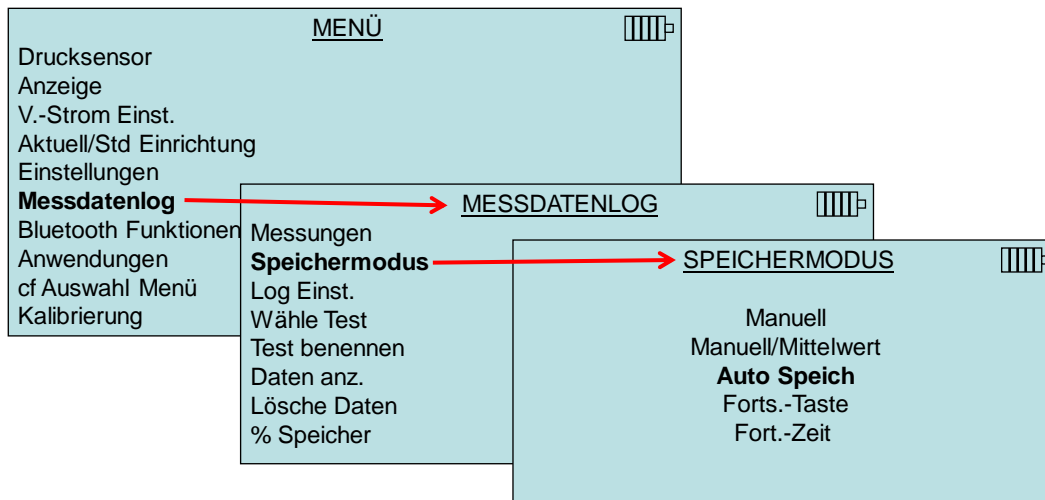 MENÜ
Drucksensor
Anzeige
V.-Strom Einst.
Aktuell/Std Einrichtung
Einstellungen
Messdatenlog
Bluetooth Funktionen
Anwendungen
cf Auswahl Menü
Kalibrierung
MESSDATENLOG
Messungen
Speichermodus
Log Einst.
Wähle Test
Test benennen
Daten anz.
Lösche Daten
% Speicher
SPEICHERMODUS
Manuell
Manuell/Mittelwert
Auto Speich
Forts.-Taste
Fort.-Zeit